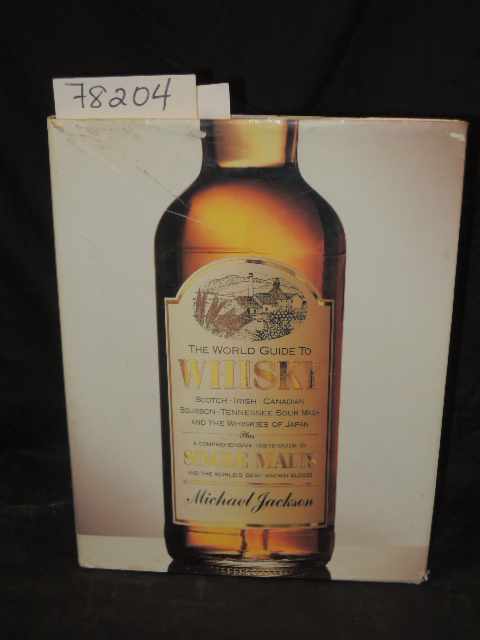 78204
THE WORLD GUIDE TO
WHISKY
SCOTCH · IRISH · CANADIAN
BOURBON · TENNESSEE SOUR MASH
AND THE WHISKIES OF JAPAN
Plus
A COMPREHENSIVE TASTE-GUIDE TO
SINGLE MALTS
AND THE WORLD'S BEST-KNOWN BLENDS
Michael Jackson